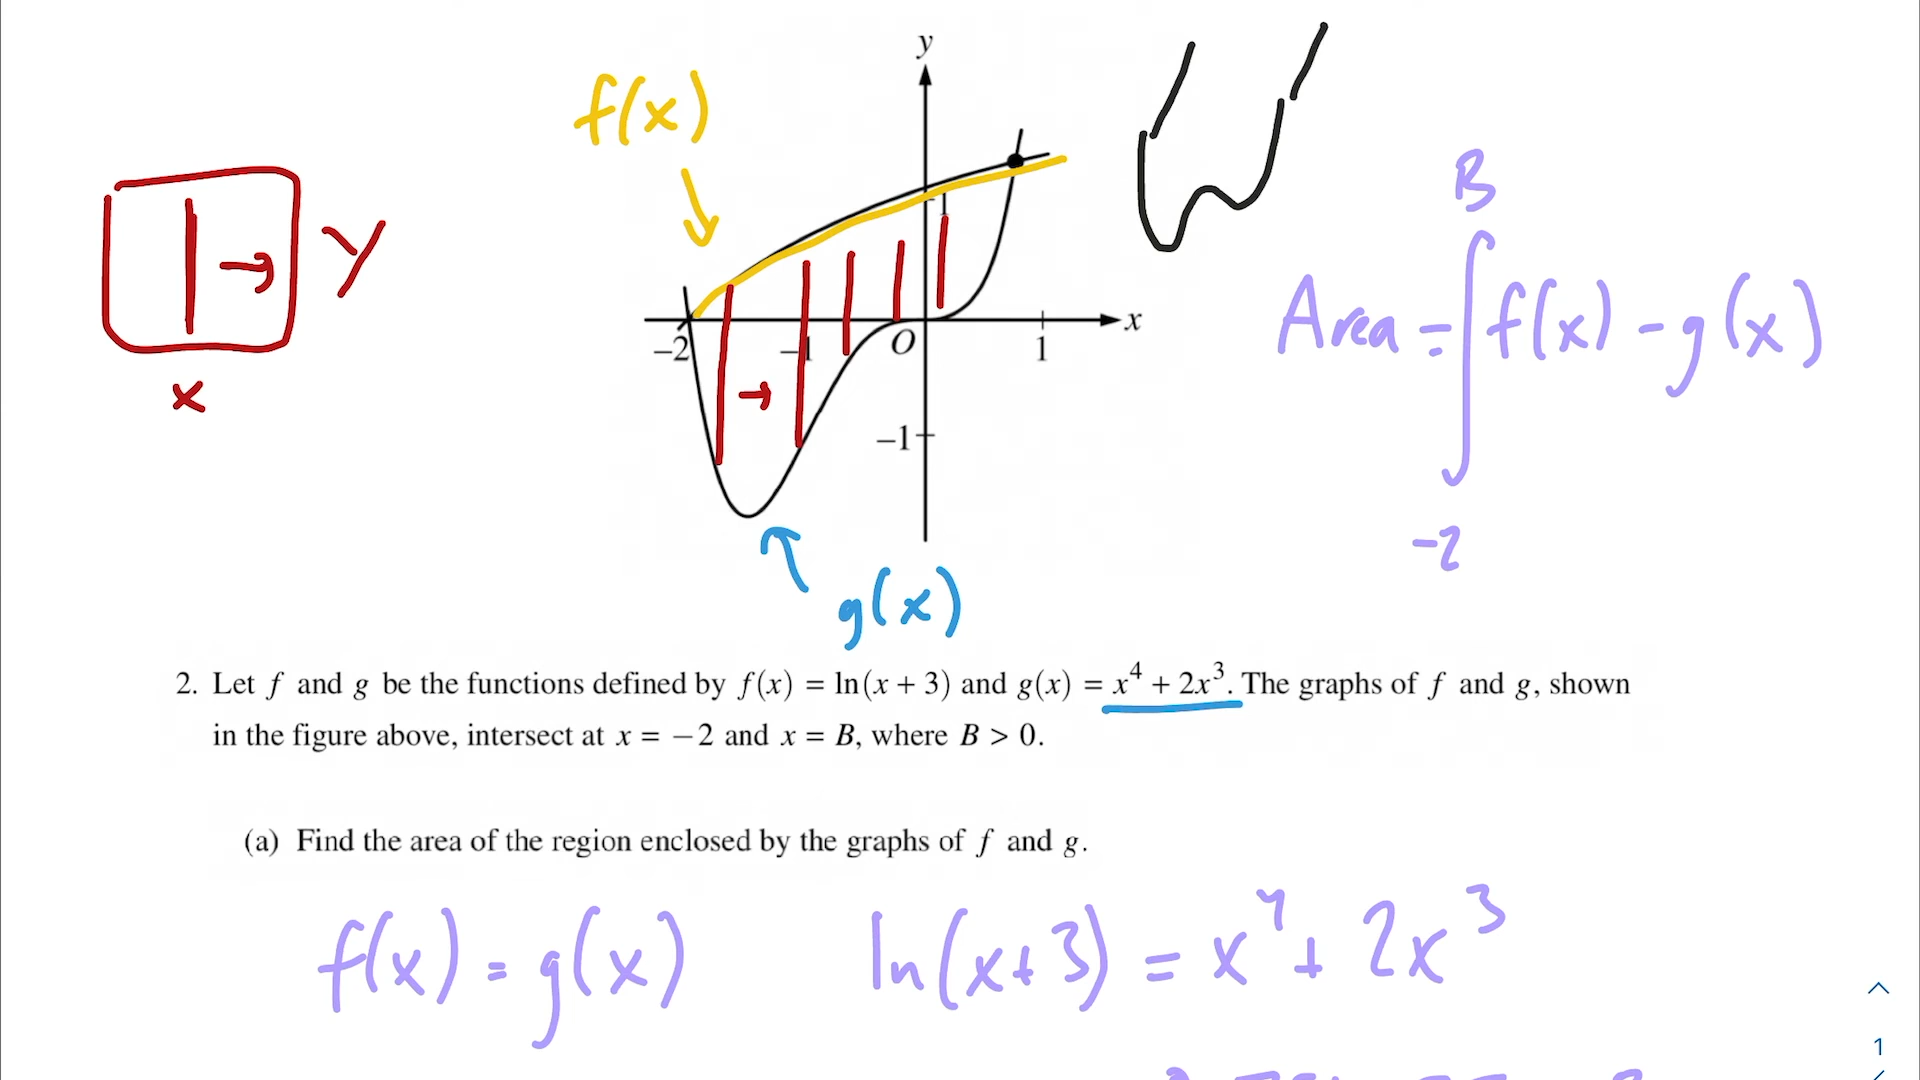 y
f(x)
B
1
Y
Area = ∫ f(x) - g(x)
x
-2
-1
O
1
x
-1
-2
g(x)
2. Let f and g be the functions defined by f(x) = ln(x + 3) and g(x) = x⁴ + 2x³. The graphs of f and g, shown
in the figure above, intersect at x = −2 and x = B, where B > 0.
(a) Find the area of the region enclosed by the graphs of f and g.
f(x) = g(x) ln(x+3) = x⁴ + 2x³
1